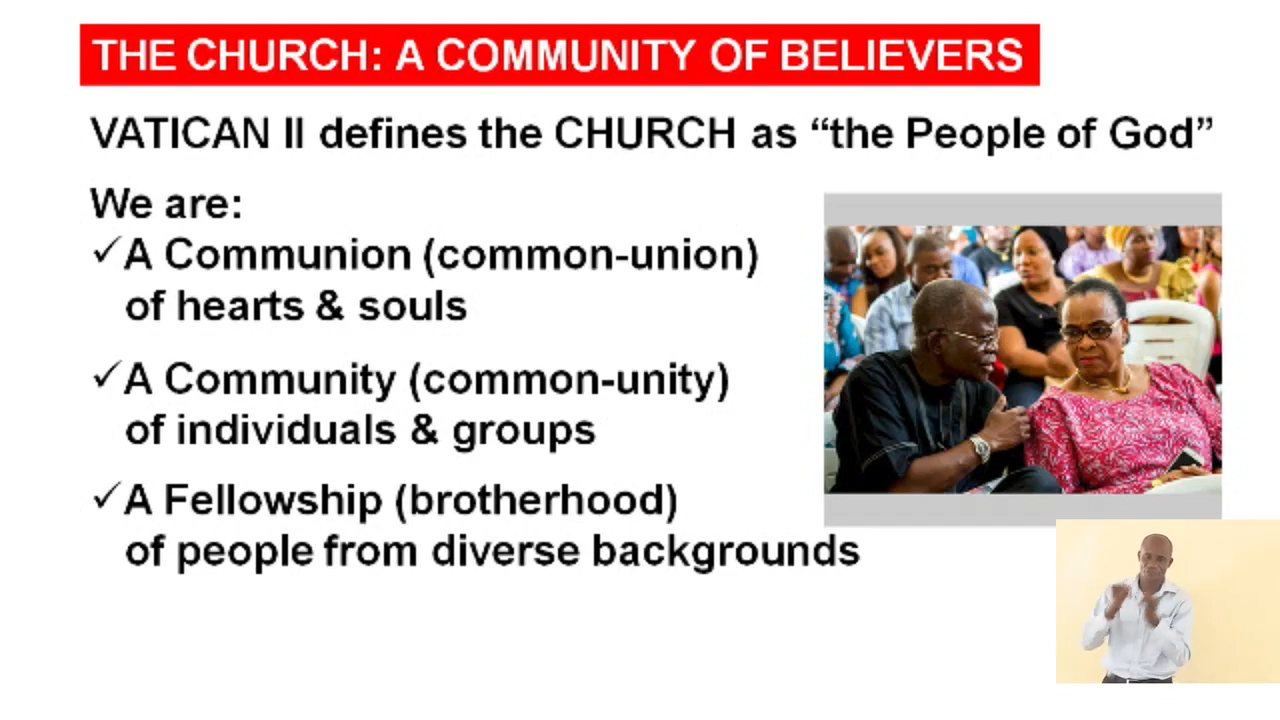 THE CHURCH: A COMMUNITY OF BELIEVERS
VATICAN II defines the CHURCH as “the People of God”
We are:
✓A Communion (common-union)
of hearts & souls
✓A Community (common-unity)
of individuals & groups
✓A Fellowship (brotherhood)
of people from diverse backgrounds